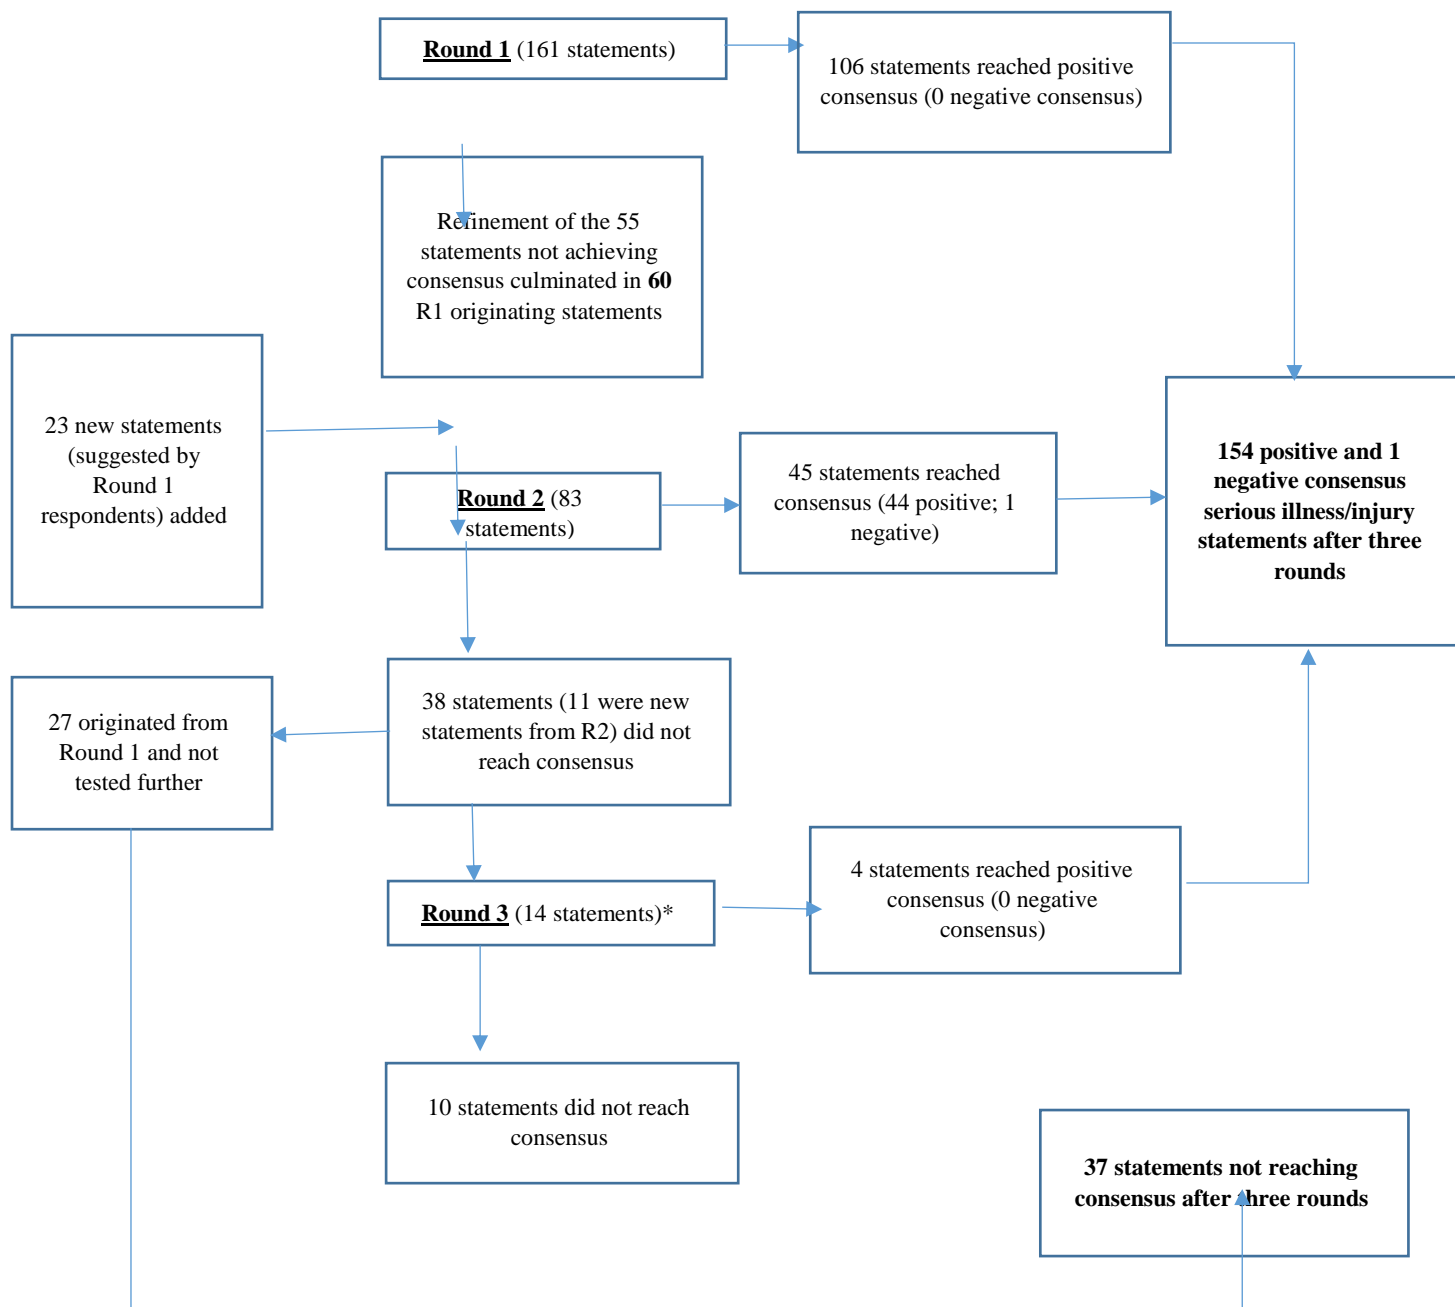 Round 1 (161 statements)
106 statements reached positive
consensus (0 negative consensus)
Refinement of the 55
statements not achieving
consensus culminated in 60
R1 originating statements
23 new statements
(suggested by
Round 1
respondents) added
Round 2 (83
statements)
45 statements reached
consensus (44 positive; 1
negative)
154 positive and 1
negative consensus
serious illness/injury
statements after three
rounds
27 originated from
Round 1 and not
tested further
38 statements (11 were new
statements from R2) did not
reach consensus
Round 3 (14 statements)*
4 statements reached positive
consensus (0 negative
consensus)
10 statements did not reach
consensus
37 statements not reaching
consensus after three rounds